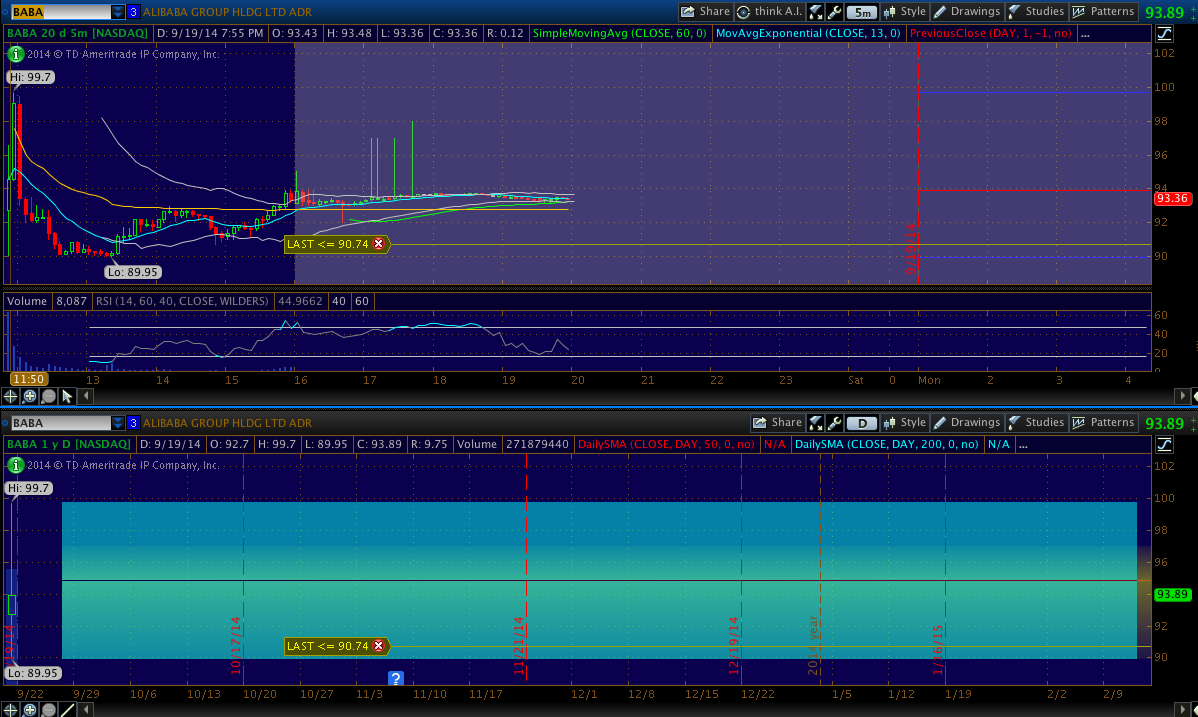 BABA 3 ALIBABA GROUP HLDG LTD ADR Share think A.I. 5m Style Drawings Studies Patterns 93.89
BABA 20 d 5m [NASDAQ] D: 9/19/14 7:55 PM O: 93.43 H: 93.48 L: 93.36 C: 93.36 R: 0.12 SimpleMovingAvg (CLOSE, 60, 0) MovAvgExponential (CLOSE, 13, 0) PreviousClose (DAY, 1, -1, no) ...
2014 © TD Ameritrade IP Company, Inc.
Hi: 99.7
102
100
98
96
94
93.36
92
90
LAST <= 90.74
Lo: 89.95
Volume 8,087 RSI (14, 60, 40, CLOSE, WILDERS) 44.9662 40 60
60
40
20
0
11:50 13 14 15 16 17 18 19 20 21 22 23 Sat 0 Mon 2 3 4
BABA 3 ALIBABA GROUP HLDG LTD ADR Share D Style Drawings Studies Patterns 93.89
BABA 1 y D [NASDAQ] D: 9/19/14 O: 92.7 H: 99.7 L: 89.95 C: 93.89 R: 9.75 Volume 271879440 DailySMA (CLOSE, DAY, 50, 0, no) N/A DailySMA (CLOSE, DAY, 200, 0, no) N/A ...
2014 © TD Ameritrade IP Company, Inc.
Hi: 99.7
102
100
98
96
93.89
92
90
10/17/14
11/21/14
12/19/14
2014 year
1/16/15
LAST <= 90.74
Lo: 89.95
?
9/22 9/29 10/6 10/13 10/20 10/27 11/3 11/10 11/17 12/1 12/8 12/15 12/22 1/5 1/12 1/19 2/2 2/9